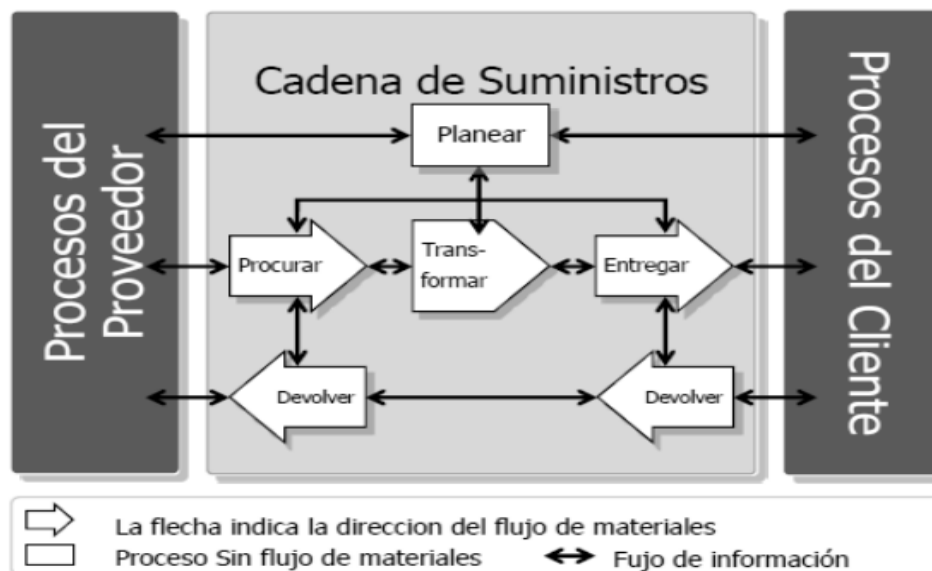 Procesos del
Proveedor
Cadena de Suministros
Planear
Procurar
Trans-
formar
Entregar
Devolver
Devolver
Procesos del Cliente
La flecha indica la direccion del flujo de materiales
Proceso Sin flujo de materiales
Fujo de información